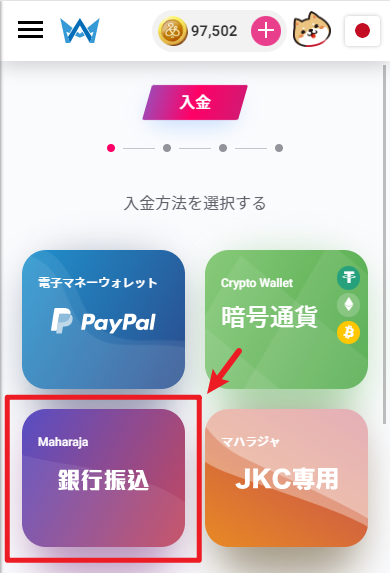 97,502
入金
入金方法を選択する
電子マネーウォレット
PayPal
Crypto Wallet
暗号通貨
Maharaja
銀行振込
マハラジャ
JKC専用